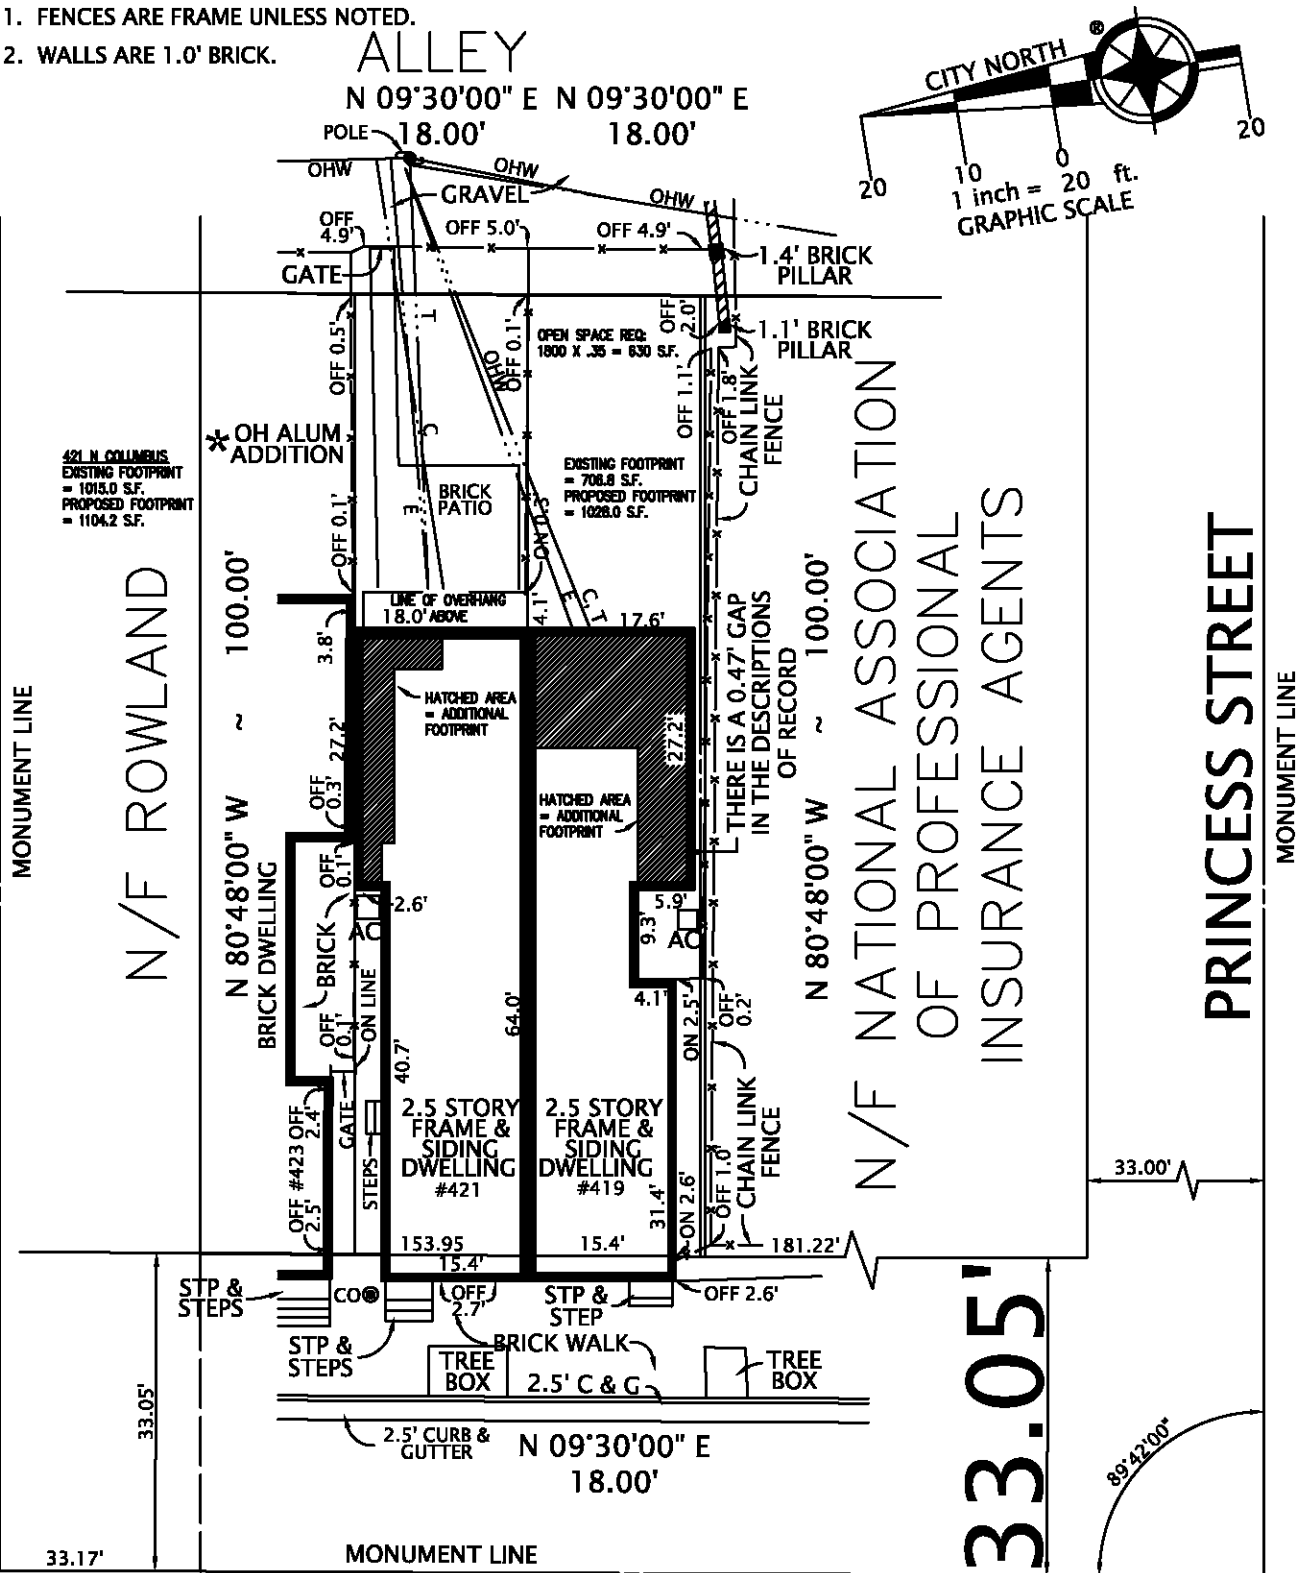 1. FENCES ARE FRAME UNLESS NOTED.
2. WALLS ARE 1.0' BRICK.
ALLEY
N 09°30'00" E N 09°30'00" E
18.00' 18.00'
POLE
OHW
OHW
OHW
GRAVEL
CITY NORTH
®
20
10
0
20
1 inch = 20 ft.
GRAPHIC SCALE
OFF
4.9'
OFF 5.0'
OFF 4.9'
GATE
1.4' BRICK
PILLAR
1.1' BRICK
PILLAR
OFF 0.5'
T
OHW
OFF 0.1'
OPEN SPACE REQ:
1800 X .35 = 630 S.F.
OFF
2.0'
OFF 1.1'
OFF 1.8'
CHAIN LINK
FENCE
* OH ALUM
ADDITION
421 N COLUMBUS
EXISTING FOOTPRINT
= 1015.0 S.F.
PROPOSED FOOTPRINT
= 1104.2 S.F.
C
E
BRICK
PATIO
EXISTING FOOTPRINT
= 706.8 S.F.
PROPOSED FOOTPRINT
= 1026.0 S.F.
OFF 0.1'
ON 0.3'
LINE OF OVERHANG
18.0' ABOVE
4.1'
C,T
E
17.6'
N/F ROWLAND
N 80°48'00" W ~ 100.00'
3.8'
27.2'
OFF
0.3'
HATCHED AREA
= ADDITIONAL
FOOTPRINT
27.2'
HATCHED AREA
= ADDITIONAL
FOOTPRINT
THERE IS A 0.47' GAP
IN THE DESCRIPTIONS
OF RECORD
N 80°48'00" W ~ 100.00'
N/F NATIONAL ASSOCIATION
OF PROFESSIONAL
INSURANCE AGENTS
PRINCESS STREET
MONUMENT LINE
MONUMENT LINE
BRICK DWELLING
OFF
0.1'
BRICK
2.6'
AC
5.9'
9.3'
AC
4.1'
ON 2.5'
OFF
0.2'
OFF
0.1'
ON LINE
40.7'
64.0'
GATE
STEPS
2.5 STORY
FRAME &
SIDING
DWELLING
#421
2.5 STORY
FRAME &
SIDING
DWELLING
#419
31.4'
ON 2.6'
OFF 1.0'
CHAIN LINK
FENCE
OFF #423 OFF
2.5' 2.4'
33.00'
153.95
15.4'
15.4'
181.22'
STP &
STEPS
CO
STP &
STEPS
OFF
2.7'
STP &
STEP
OFF 2.6'
BRICK WALK
TREE
BOX
2.5' C & G
TREE
BOX
2.5' CURB &
GUTTER
N 09°30'00" E
18.00'
33.05'
33.05'
89°42'00"
33.17'
MONUMENT LINE